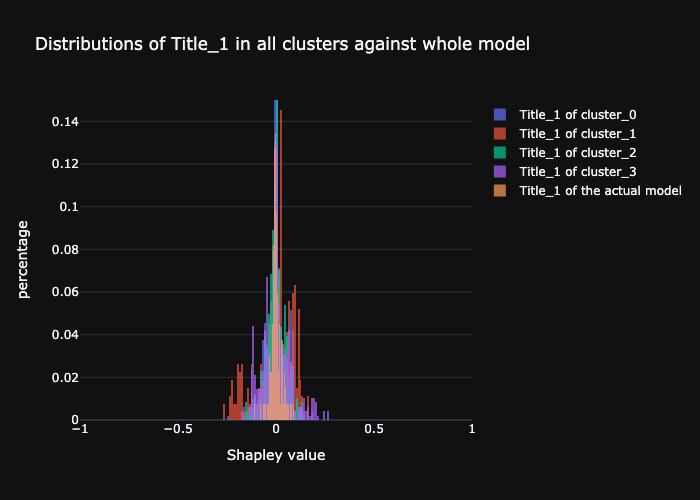 Distributions of Title_1 in all clusters against whole model
Title_1 of cluster_0
Title_1 of cluster_1
Title_1 of cluster_2
Title_1 of cluster_3
Title_1 of the actual model
percentage
0.14
0.12
0.1
0.08
0.06
0.04
0.02
0
−1
−0.5
0
0.5
1
Shapley value